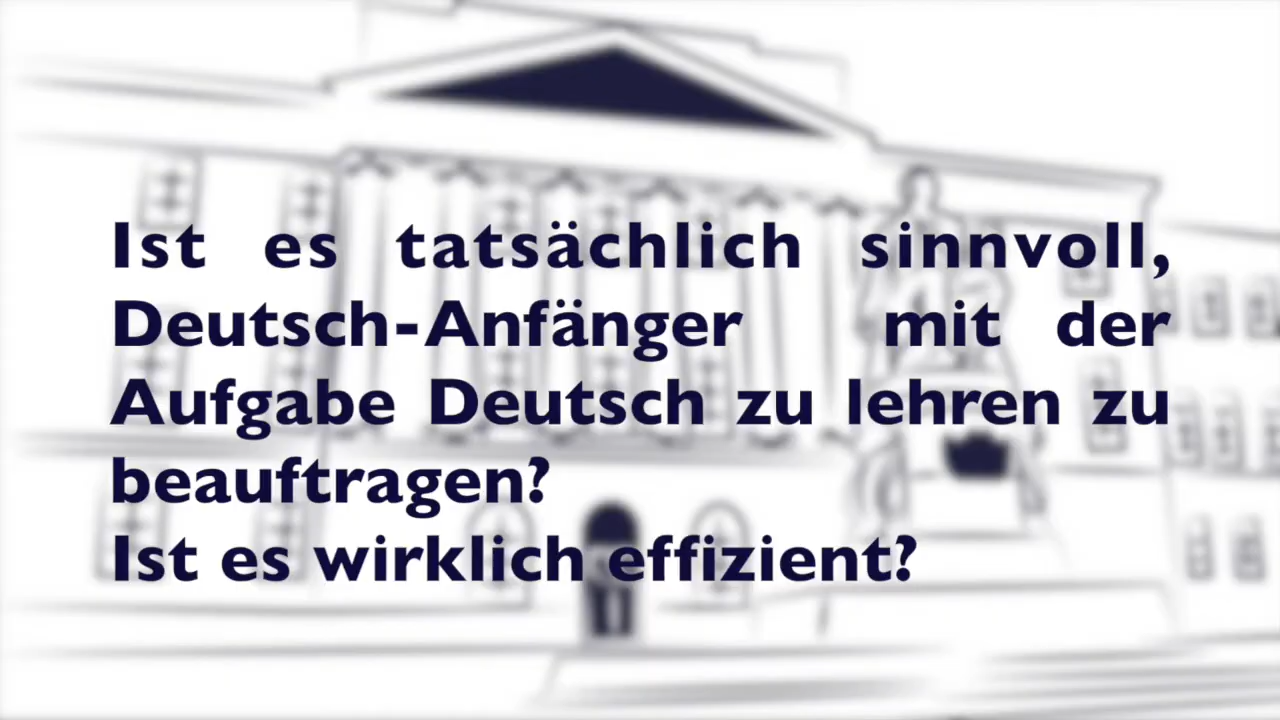 Ist es tatsächlich sinnvoll,
Deutsch-Anfänger mit der
Aufgabe Deutsch zu lehren zu
beauftragen?
Ist es wirklich effizient?